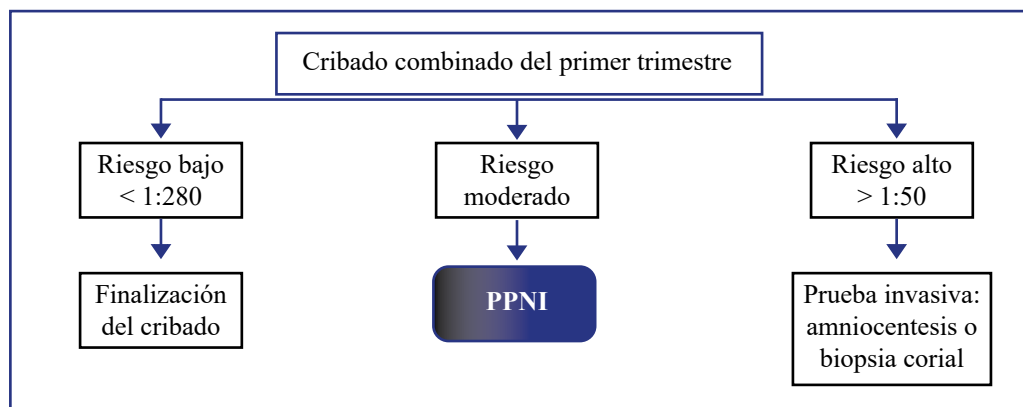 Cribado combinado del primer trimestre
Riesgo bajo
< 1:280
Riesgo
moderado
Riesgo alto
> 1:50
Finalización
del cribado
PPNI
Prueba invasiva:
amniocentesis o
biopsia corial